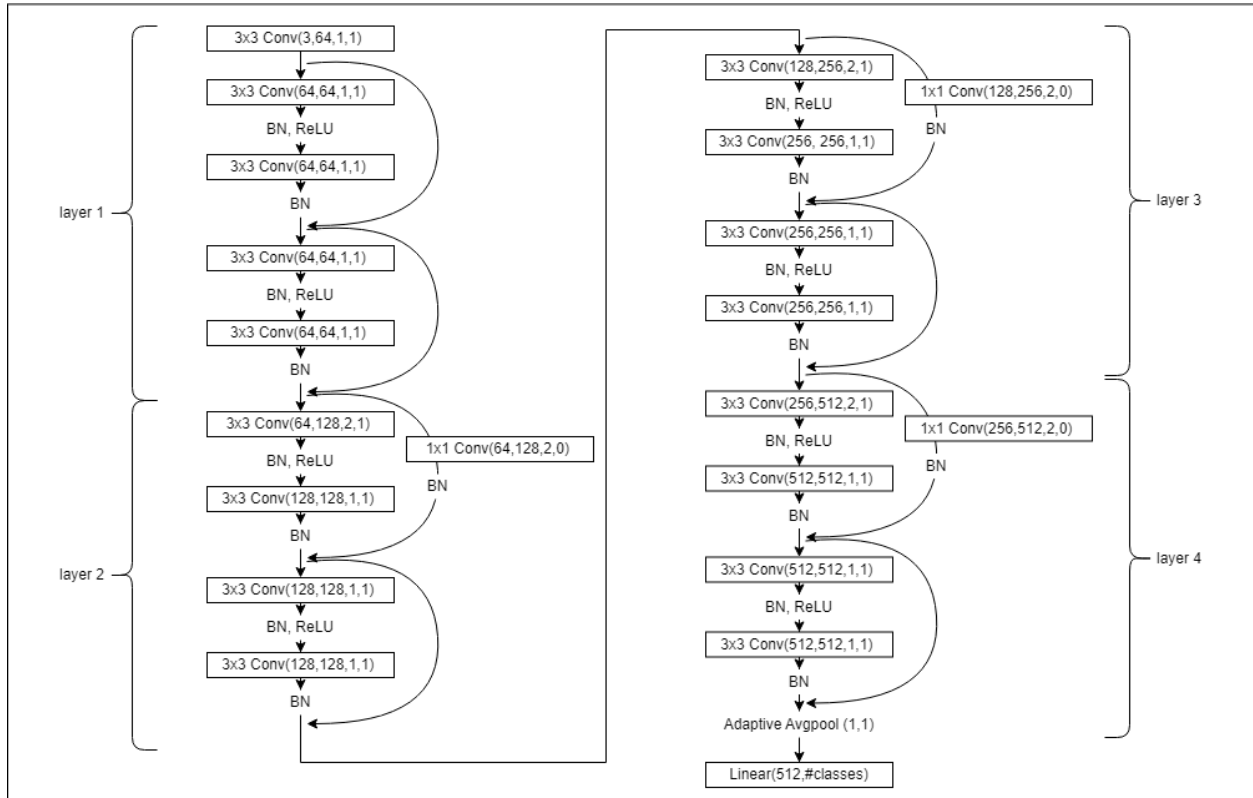 3x3 Conv(3,64,1,1)
3x3 Conv(64,64,1,1)
BN, ReLU
3x3 Conv(64,64,1,1)
BN
layer 1
3x3 Conv(64,64,1,1)
BN, ReLU
3x3 Conv(64,64,1,1)
BN
3x3 Conv(64,128,2,1)
1x1 Conv(64,128,2,0)
BN, ReLU
BN
3x3 Conv(128,128,1,1)
BN
layer 2
3x3 Conv(128,128,1,1)
BN, ReLU
3x3 Conv(128,128,1,1)
BN
3x3 Conv(128,256,2,1)
1x1 Conv(128,256,2,0)
BN, ReLU
BN
3x3 Conv(256, 256,1,1)
BN
layer 3
3x3 Conv(256,256,1,1)
BN, ReLU
3x3 Conv(256,256,1,1)
BN
3x3 Conv(256,512,2,1)
1x1 Conv(256,512,2,0)
BN, ReLU
BN
3x3 Conv(512,512,1,1)
BN
layer 4
3x3 Conv(512,512,1,1)
BN, ReLU
3x3 Conv(512,512,1,1)
BN
Adaptive Avgpool (1,1)
Linear(512,#classes)